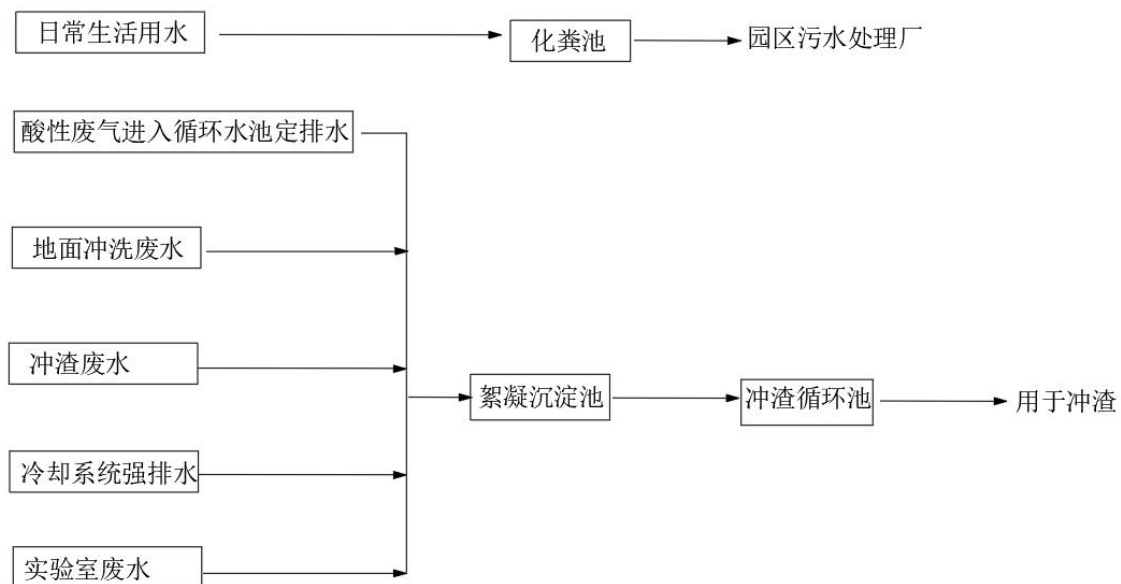 日常生活用水
化粪池
园区污水处理厂
酸性废气进入循环水池定排水
地面冲洗废水
冲渣废水
絮凝沉淀池
冲渣循环池
用于冲渣
冷却系统强排水
实验室废水